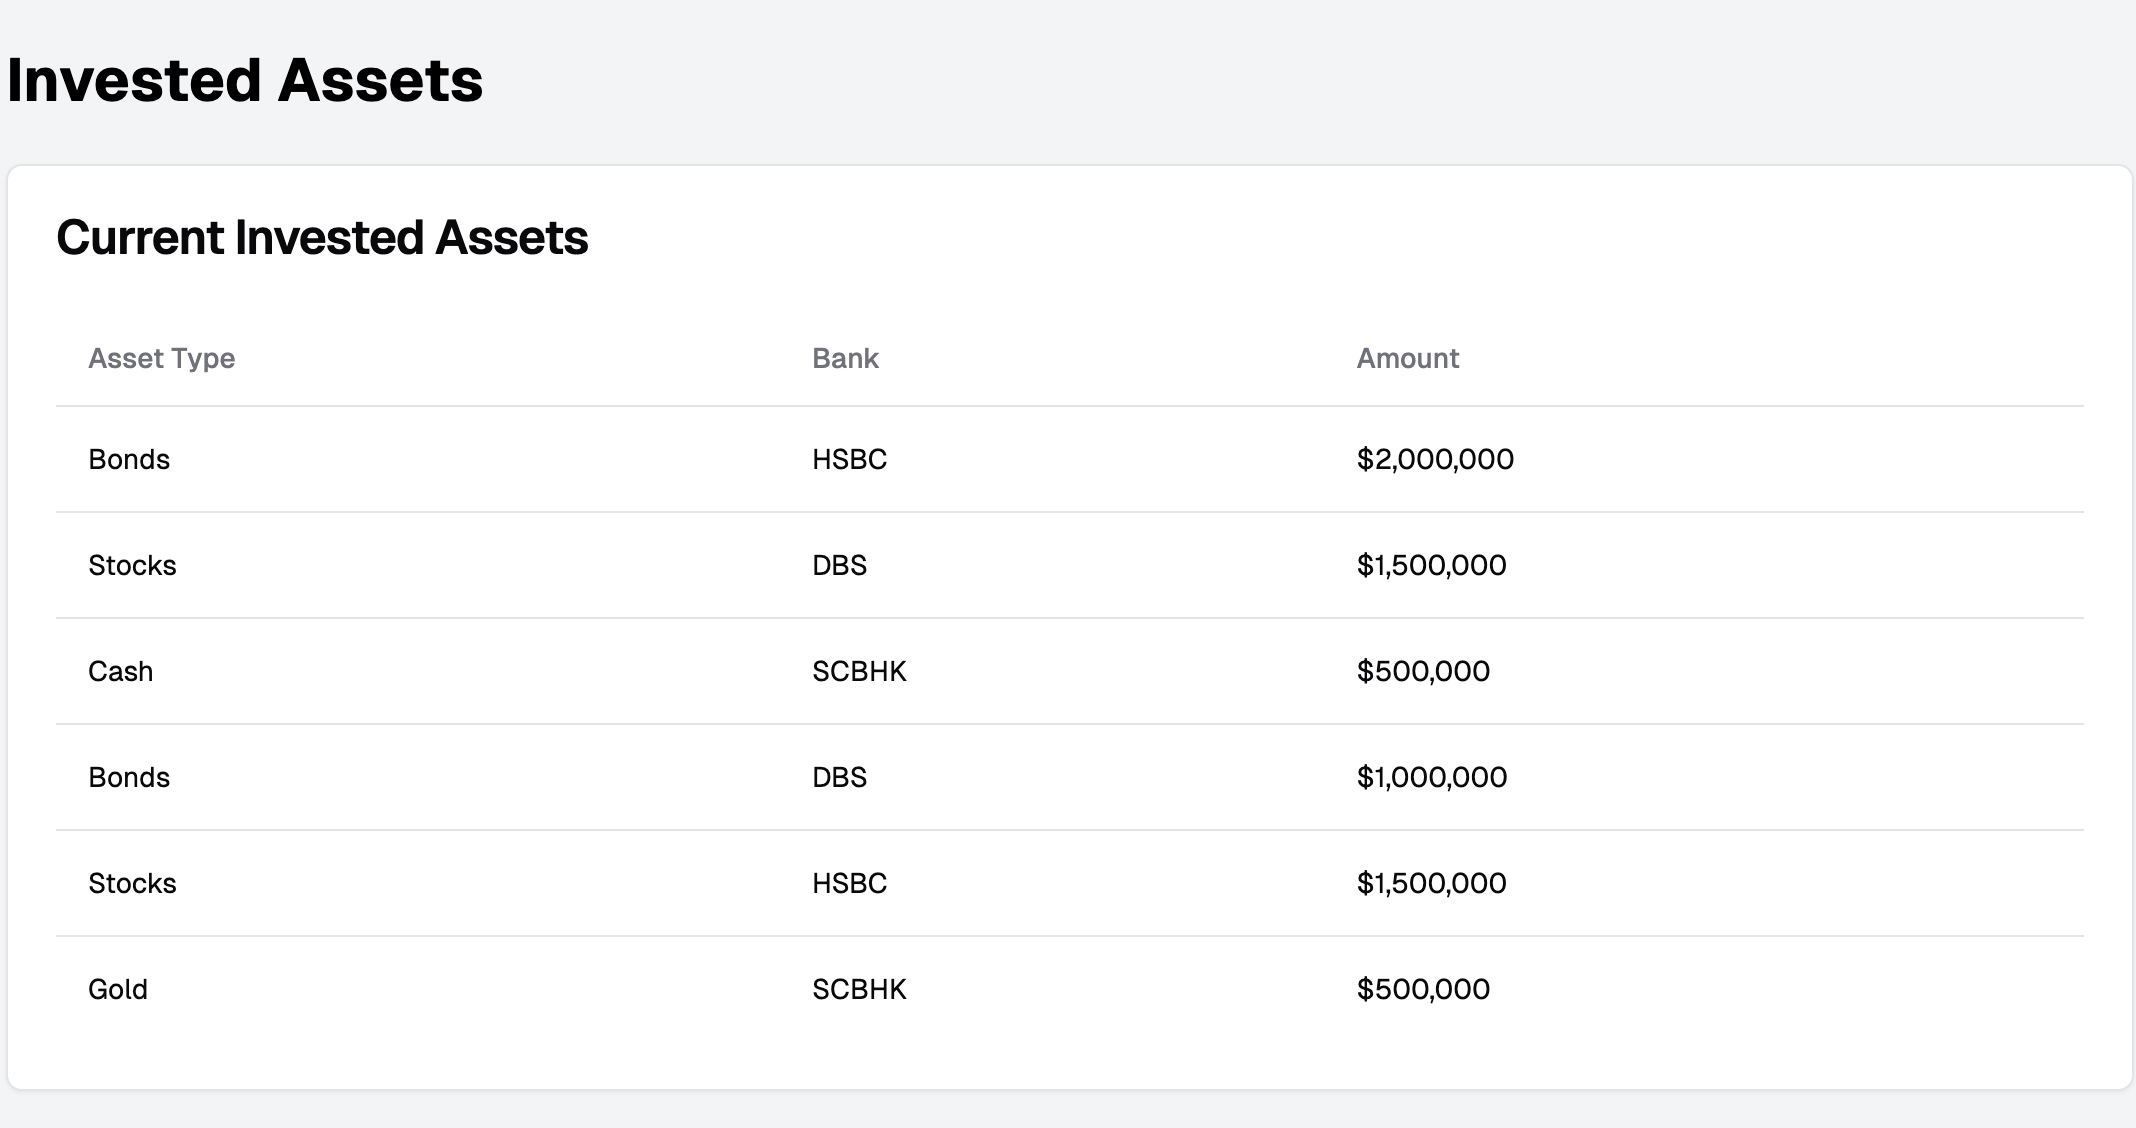 Invested Assets
Current Invested Assets
Asset Type Bank Amount
Bonds HSBC $2,000,000
Stocks DBS $1,500,000
Cash SCBHK $500,000
Bonds DBS $1,000,000
Stocks HSBC $1,500,000
Gold SCBHK $500,000